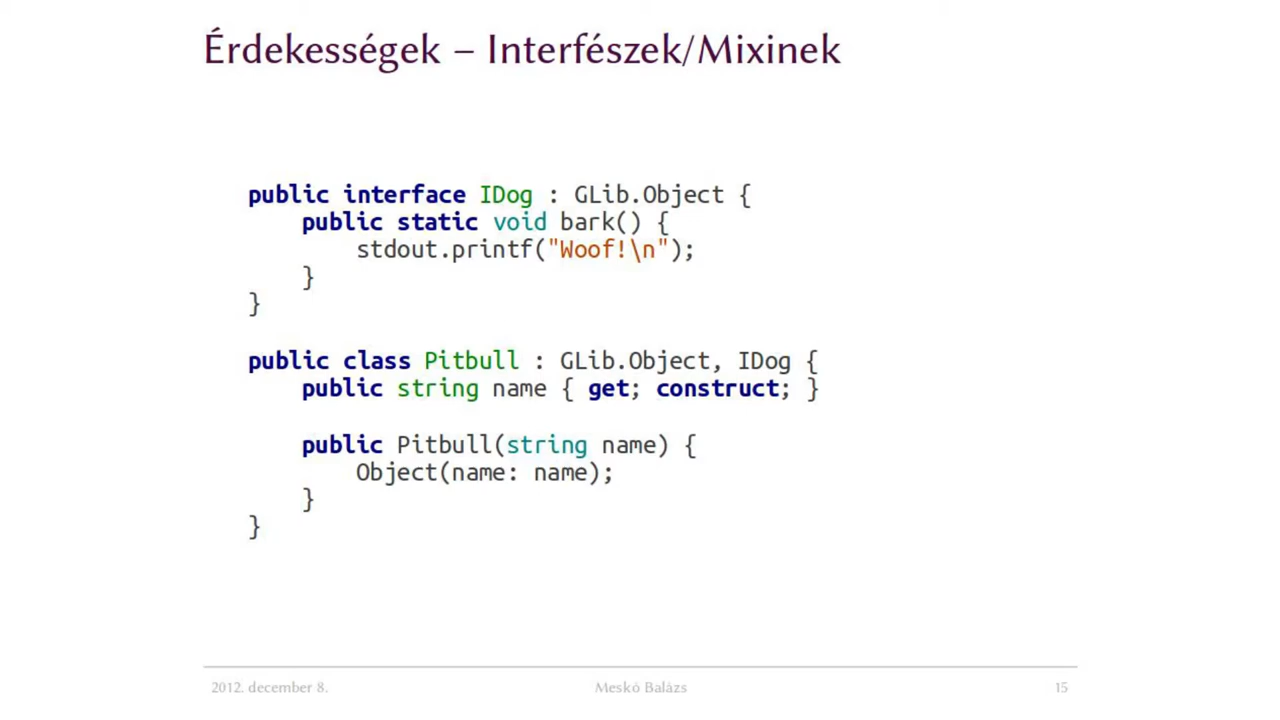 Érdekességek – Interfészek/Mixinek
public interface IDog : GLib.Object {
    public static void bark() {
        stdout.printf("Woof!\n");
    }
}
public class Pitbull : GLib.Object, IDog {
    public string name { get; construct; }
    public Pitbull(string name) {
        Object(name: name);
    }
}
2012. december 8.
Meskó Balázs
15